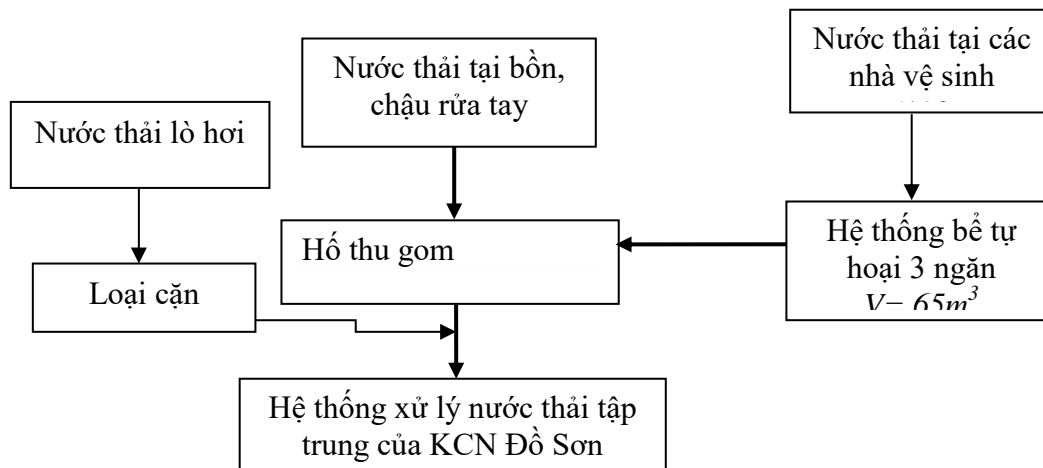 Nước thải lò hơi
Nước thải tại bồn,
chậu rửa tay
Nước thải tại các
nhà vệ sinh
Loại cặn
Hố thu gom
Hệ thống bể tự
hoại 3 ngăn
V= 65m³
Hệ thống xử lý nước thải tập
trung của KCN Đồ Sơn